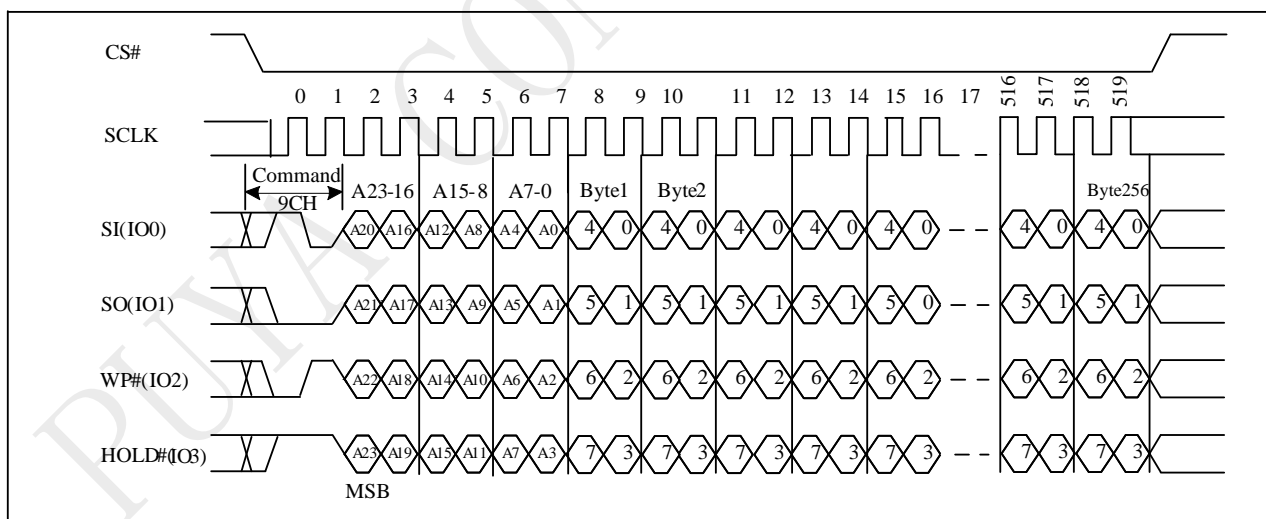 PUYA CON
CS#
0 1 2 3 4 5 6 7 8 9 10 11 12 13 14 15 16 17 516 517 518 519
SCLK
Command
9CH
A23-16 A15-8 A7-0 Byte1 Byte2 Byte256
SI(IO0) A20 A16 A12 A8 A4 A0 4 0 4 0 4 0 4 0 4 0 4 0 4 0
SO(IO1) A21 A17 A13 A9 A5 A1 5 1 5 1 5 1 5 1 5 0 5 1 5 1
WP#(IO2) A22 A18 A14 A10 A6 A2 6 2 6 2 6 2 6 2 6 2 6 2 6 2
HOLD#(IO3) A23 A19 A15 A11 A7 A3 7 3 7 3 7 3 7 3 7 3 7 3 7 3
MSB